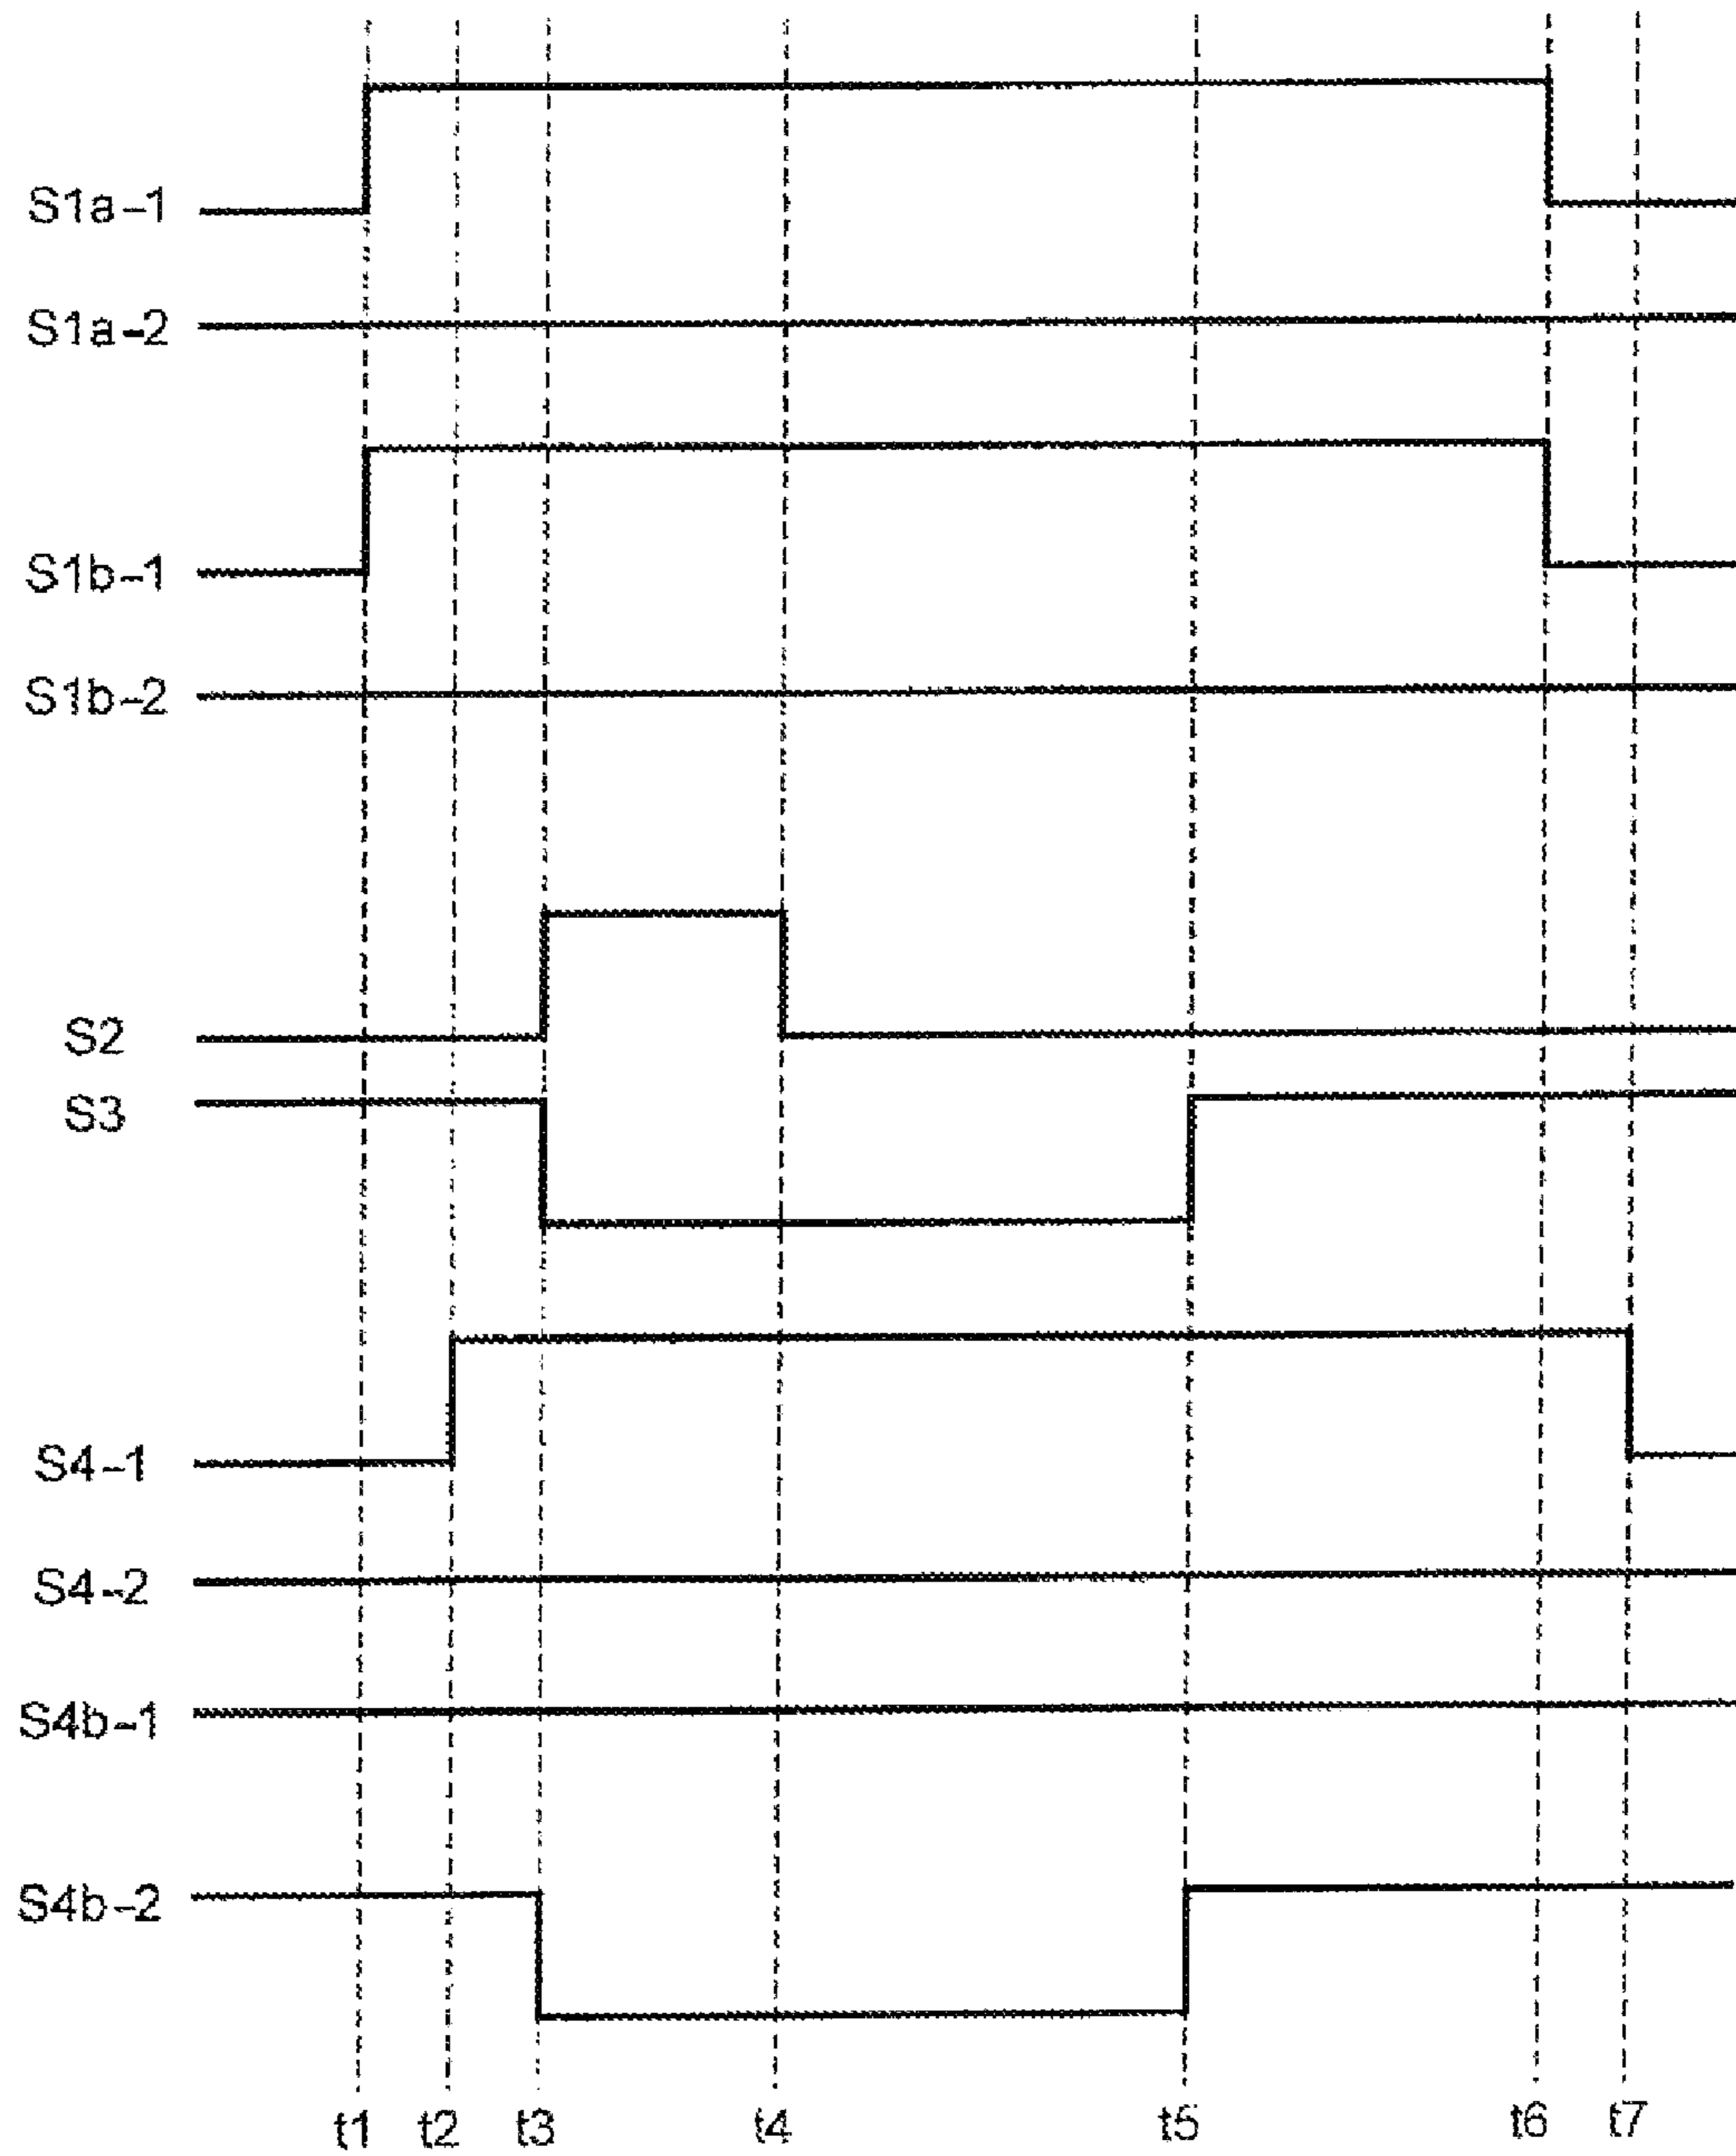 S1a-1
S1a-2
S1b-1
S1b-2
S2
S3
S4-1
S4-2
S4b-1
S4b-2
t1 t2 t3 t4 t5 t6 t7